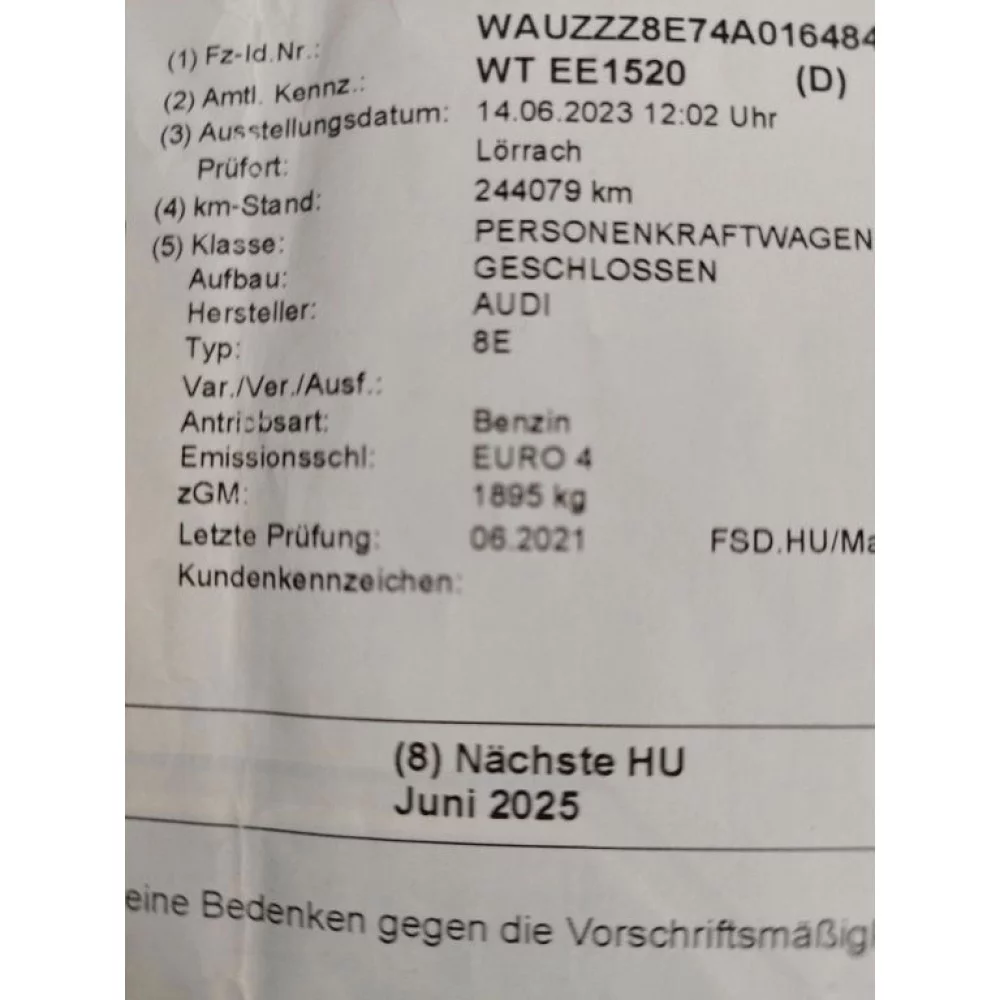 WAUZZZ8E74A016484
(1) Fz-Id.Nr.:
WT EE1520 (D)
(2) Amtl. Kennz.:
(3) Ausstellungsdatum: 14.06.2023 12:02 Uhr
Prüfort: Lörrach
(4) km-Stand: 244079 km
(5) Klasse: PERSONENKRAFTWAGEN
Aufbau: GESCHLOSSEN
Hersteller: AUDI
Typ: 8E
Var./Ver./Ausf.:
Antriebsart: Benzin
Emissionsschl: EURO 4
zGM: 1895 kg
Letzte Prüfung: 06.2021 FSD.HU/Ma
Kundenkennzeichen:
(8) Nächste HU
Juni 2025
eine Bedenken gegen die Vorschriftsmäßigk